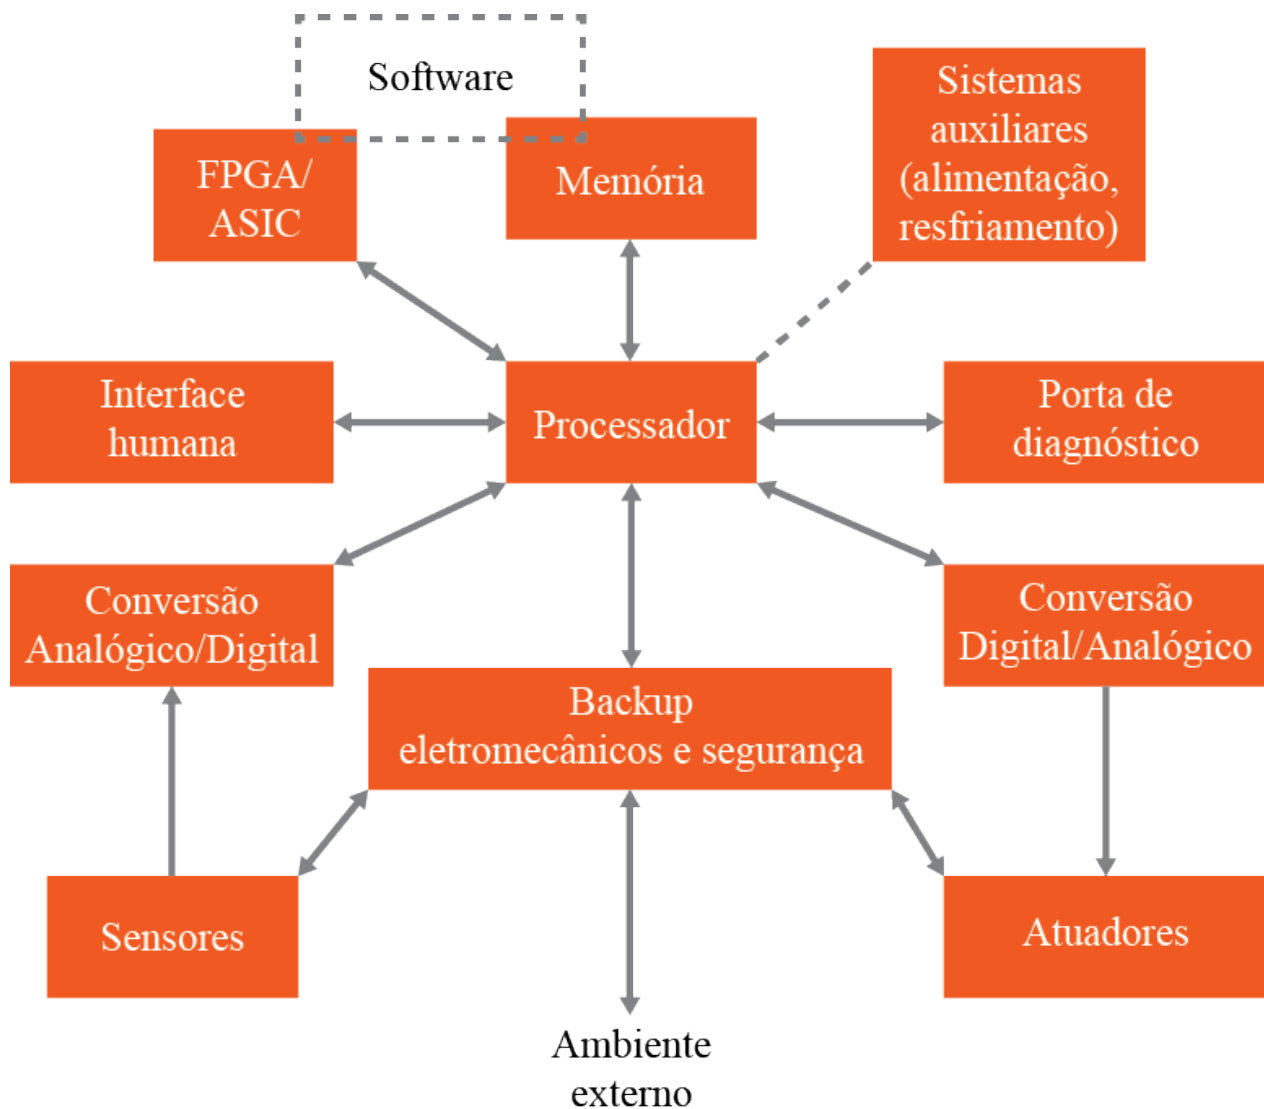 Software
Sistemas
auxiliares
(alimentação,
resfriamento)
FPGA/
ASIC
Memória
Interface
humana
Processador
Porta de
diagnóstico
Conversão
Analógico/Digital
Conversão
Digital/Analógico
Backup
eletromecânicos e segurança
Sensores
Atuadores
Ambiente
externo